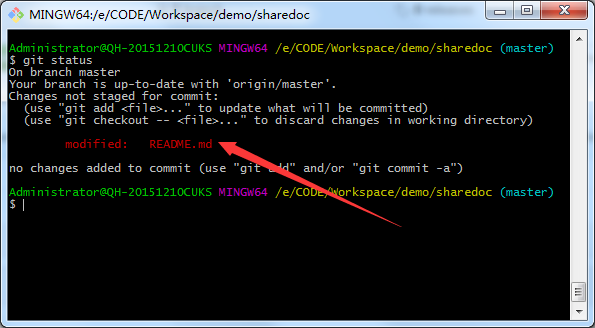 MINGW64:/e/CODE/Workspace/demo/sharedoc
Administrator@QH-20151210CUKS MINGW64 /e/CODE/Workspace/demo/sharedoc (master)
$ git status
On branch master
Your branch is up-to-date with 'origin/master'.
Changes not staged for commit:
  (use "git add <file>..." to update what will be committed)
  (use "git checkout -- <file>..." to discard changes in working directory)
        modified:   README.md
no changes added to commit (use "git add" and/or "git commit -a")
Administrator@QH-20151210CUKS MINGW64 /e/CODE/Workspace/demo/sharedoc (master)
$